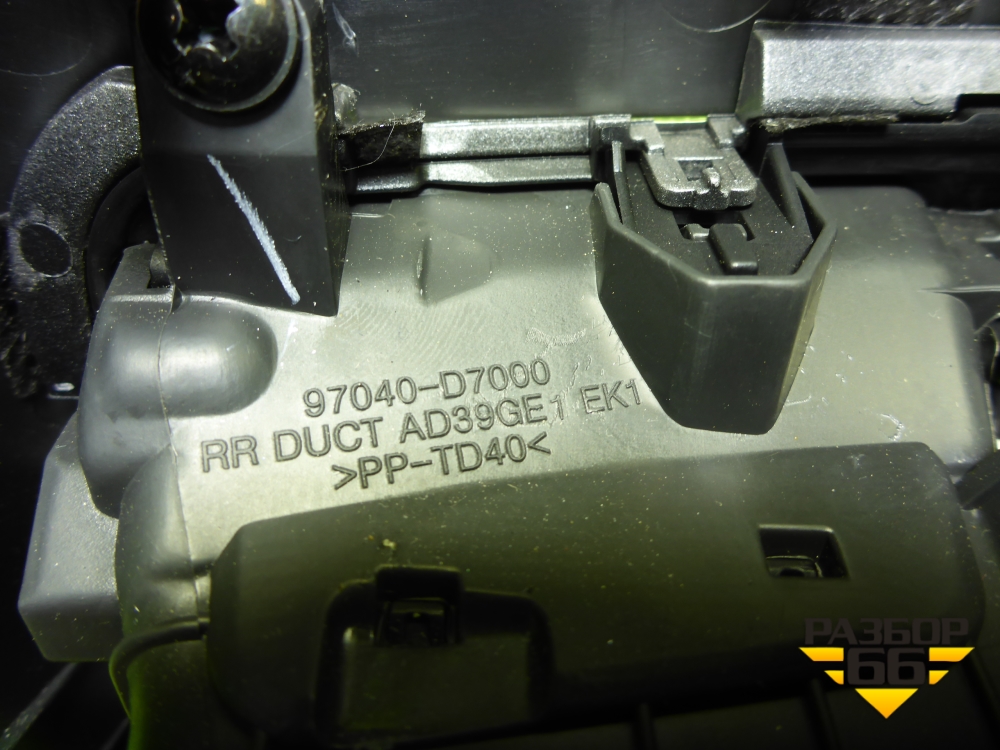 97040-D7000
RR DUCT AD39GE1 EK1
>PP-TD40<
РАЗБОР
66